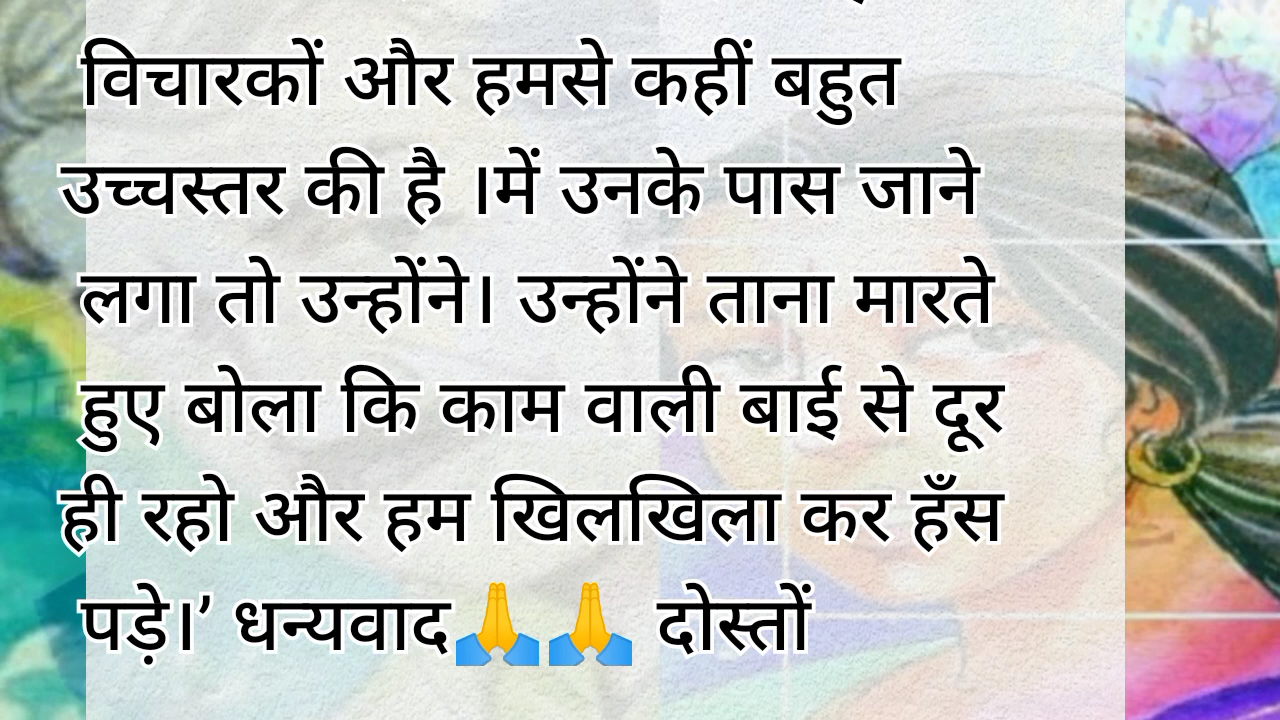 विचारकों और हमसे कहीं बहुत
उच्चस्तर की है ।में उनके पास जाने
लगा तो उन्होंने। उन्होंने ताना मारते
हुए बोला कि काम वाली बाई से दूर
ही रहो और हम खिलखिला कर हँस
पड़े।’ धन्यवाद🙏🙏 दोस्तों